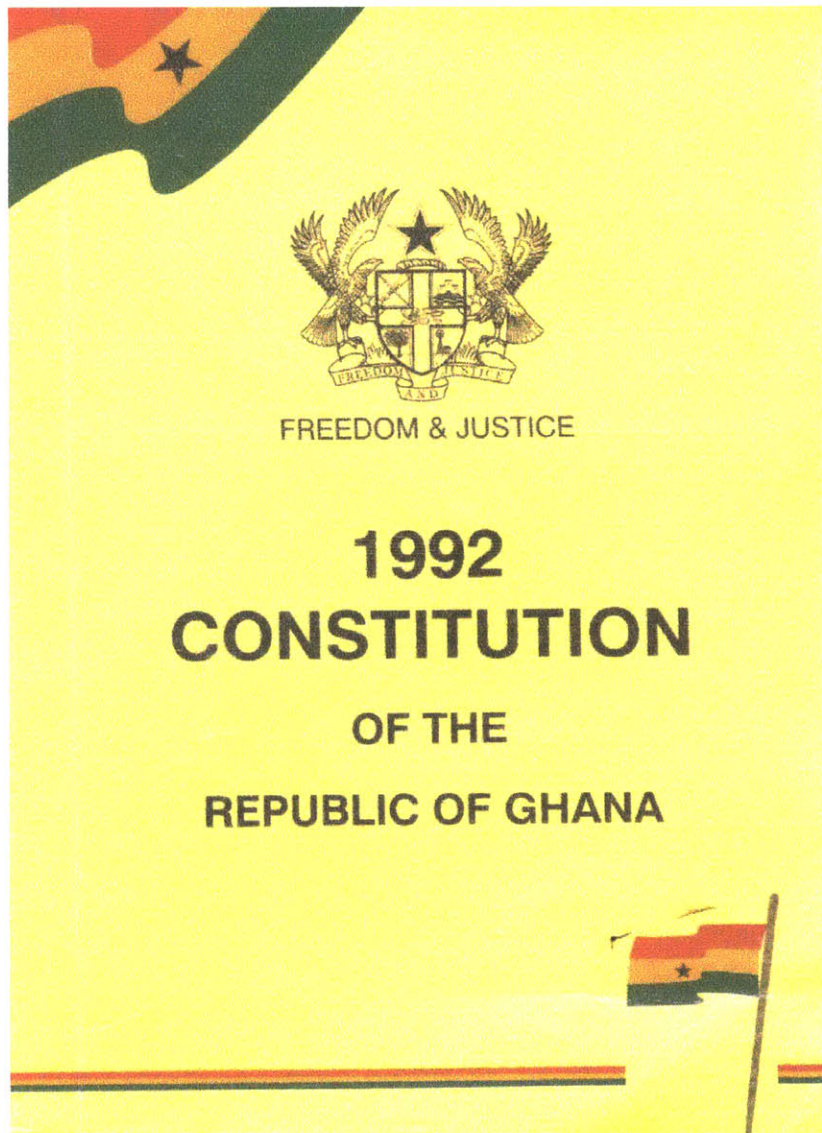 FREEDOM AND JUSTICE
FREEDOM & JUSTICE
1992
CONSTITUTION
OF THE
REPUBLIC OF GHANA